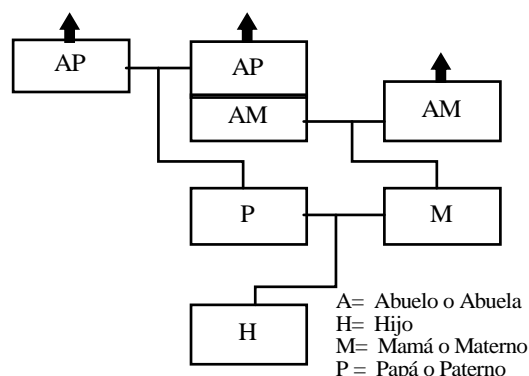 AP
AP
AM
AM
P
M
H
A= Abuelo o Abuela
H= Hijo
M= Mamá o Materno
P = Papá o Paterno